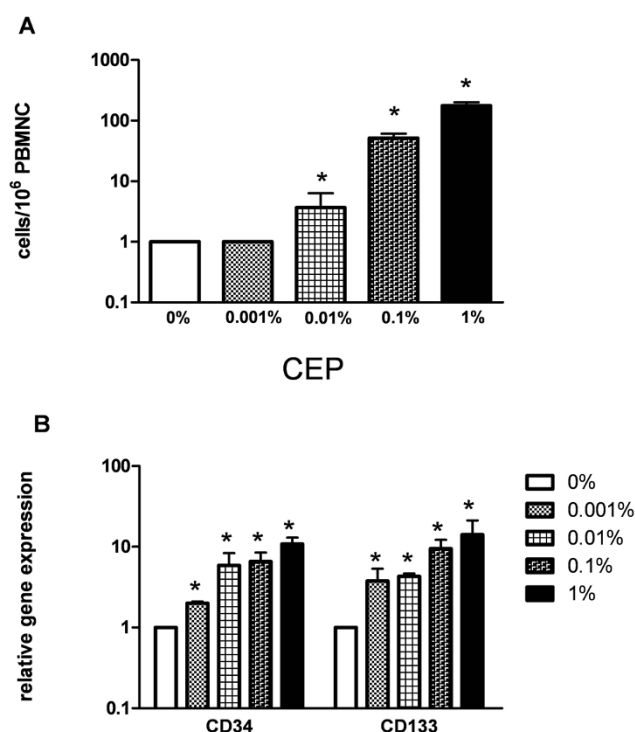 A
cells/10⁶ PBMNC
1000
100
10
1
0.1
*
*
*
0% 0.001% 0.01% 0.1% 1%
CEP
B
relative gene expression
100
10
1
0.1
* * * * * * * *
CD34 CD133
0%
0.001%
0.01%
0.1%
1%